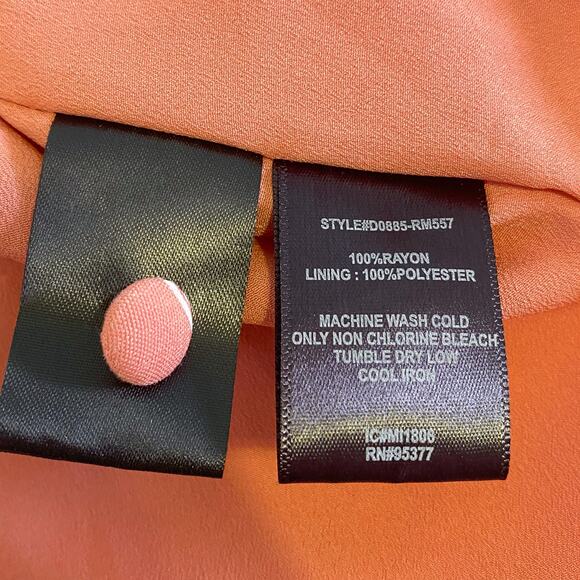 STYLE#D0885-RM557
100%RAYON
LINING : 100%POLYESTER
MACHINE WASH COLD
ONLY NON CHLORINE BLEACH
TUMBLE DRY LOW
COOL IRON
IC#MI1808
RN#95377